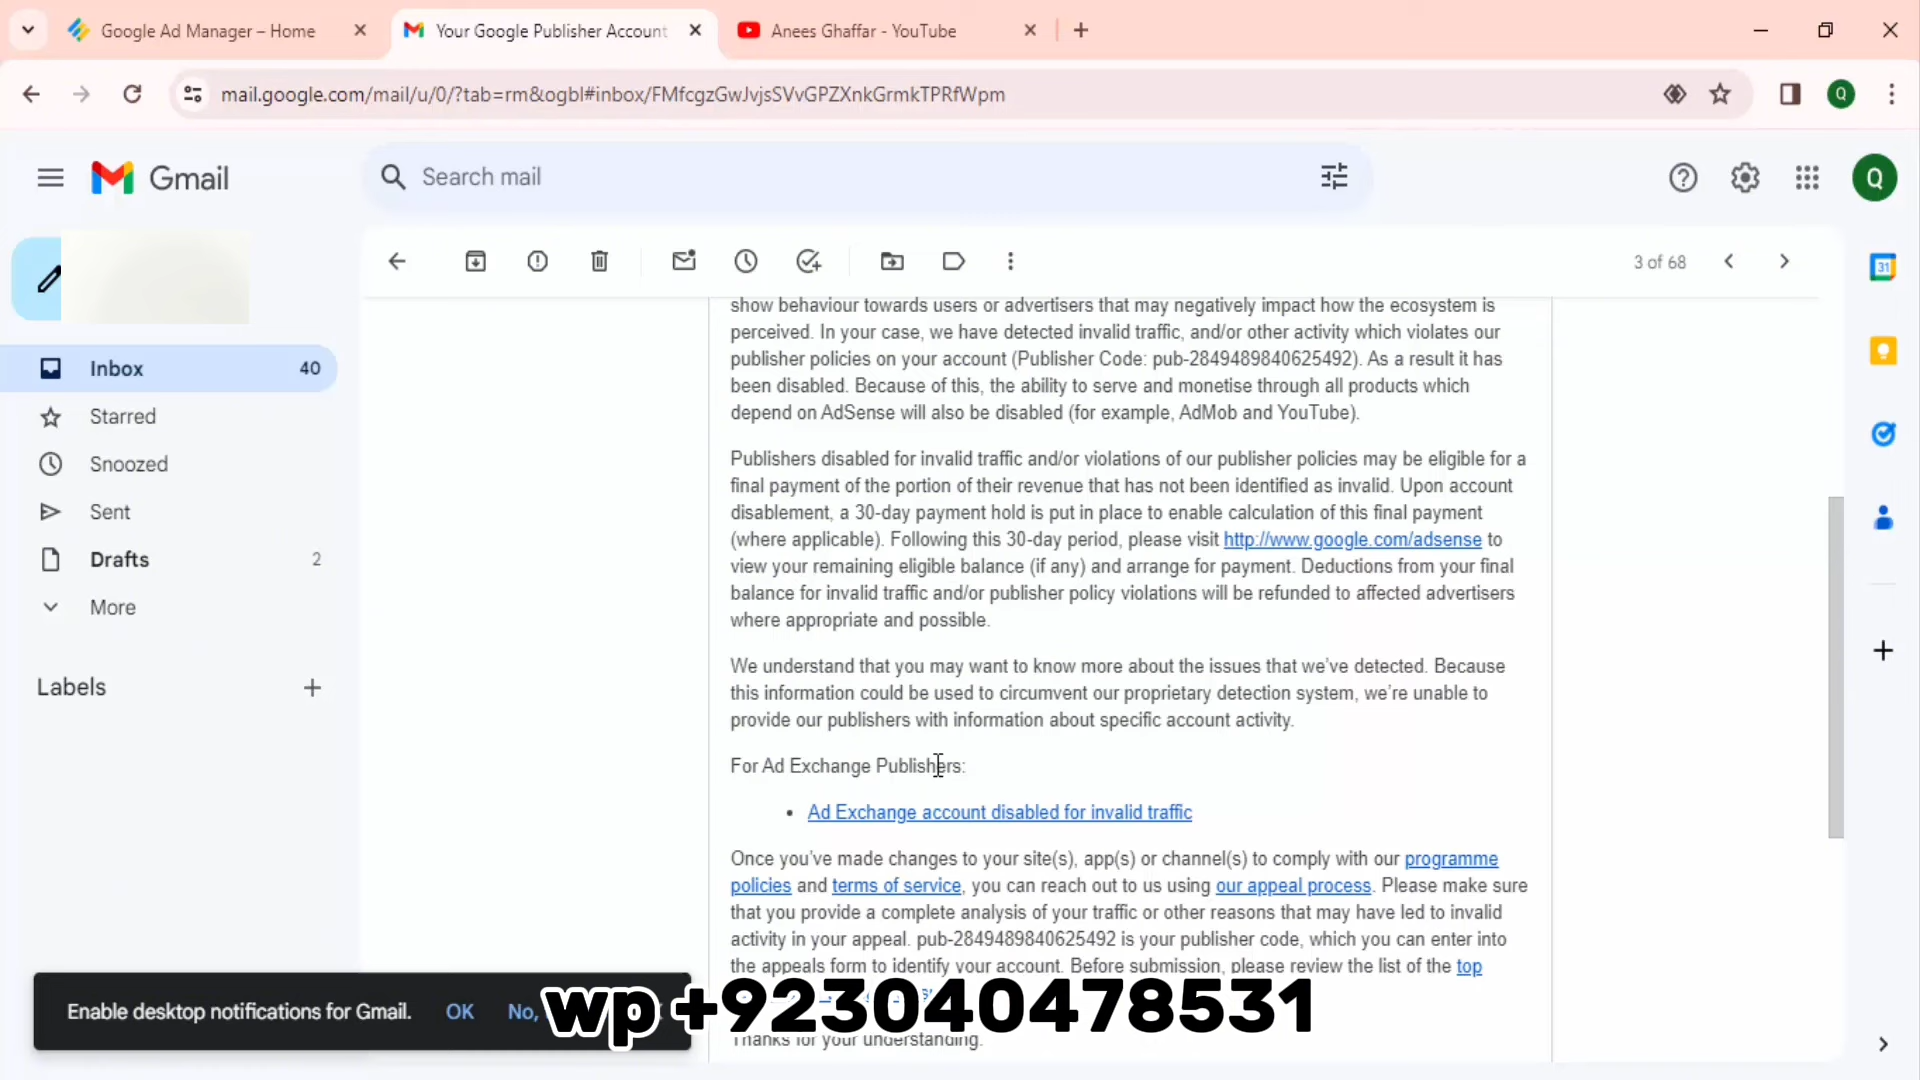 Google Ad Manager – Home
Your Google Publisher Account
Anees Ghaffar - YouTube
mail.google.com/mail/u/0/?tab=rm&ogbl#inbox/FMfcgzGwJvjsSVvGPZXnkGrmkTPRfWpm
Q
Gmail
Search mail
Q
3 of 68
31
Inbox 40
Starred
Snoozed
Sent
Drafts 2
More
Labels
show behaviour towards users or advertisers that may negatively impact how the ecosystem is
perceived. In your case, we have detected invalid traffic, and/or other activity which violates our
publisher policies on your account (Publisher Code: pub-2849489840625492). As a result it has
been disabled. Because of this, the ability to serve and monetise through all products which
depend on AdSense will also be disabled (for example, AdMob and YouTube).
Publishers disabled for invalid traffic and/or violations of our publisher policies may be eligible for a
final payment of the portion of their revenue that has not been identified as invalid. Upon account
disablement, a 30-day payment hold is put in place to enable calculation of this final payment
(where applicable). Following this 30-day period, please visit http://www.google.com/adsense to
view your remaining eligible balance (if any) and arrange for payment. Deductions from your final
balance for invalid traffic and/or publisher policy violations will be refunded to affected advertisers
where appropriate and possible.
We understand that you may want to know more about the issues that we've detected. Because
this information could be used to circumvent our proprietary detection system, we're unable to
provide our publishers with information about specific account activity.
For Ad Exchange Publishers:
• Ad Exchange account disabled for invalid traffic
Once you've made changes to your site(s), app(s) or channel(s) to comply with our programme
policies and terms of service, you can reach out to us using our appeal process. Please make sure
that you provide a complete analysis of your traffic or other reasons that may have led to invalid
activity in your appeal. pub-2849489840625492 is your publisher code, which you can enter into
the appeals form to identify your account. Before submission, please review the list of the top
Thanks for your understanding.
Enable desktop notifications for Gmail. OK No,
wp +923040478531